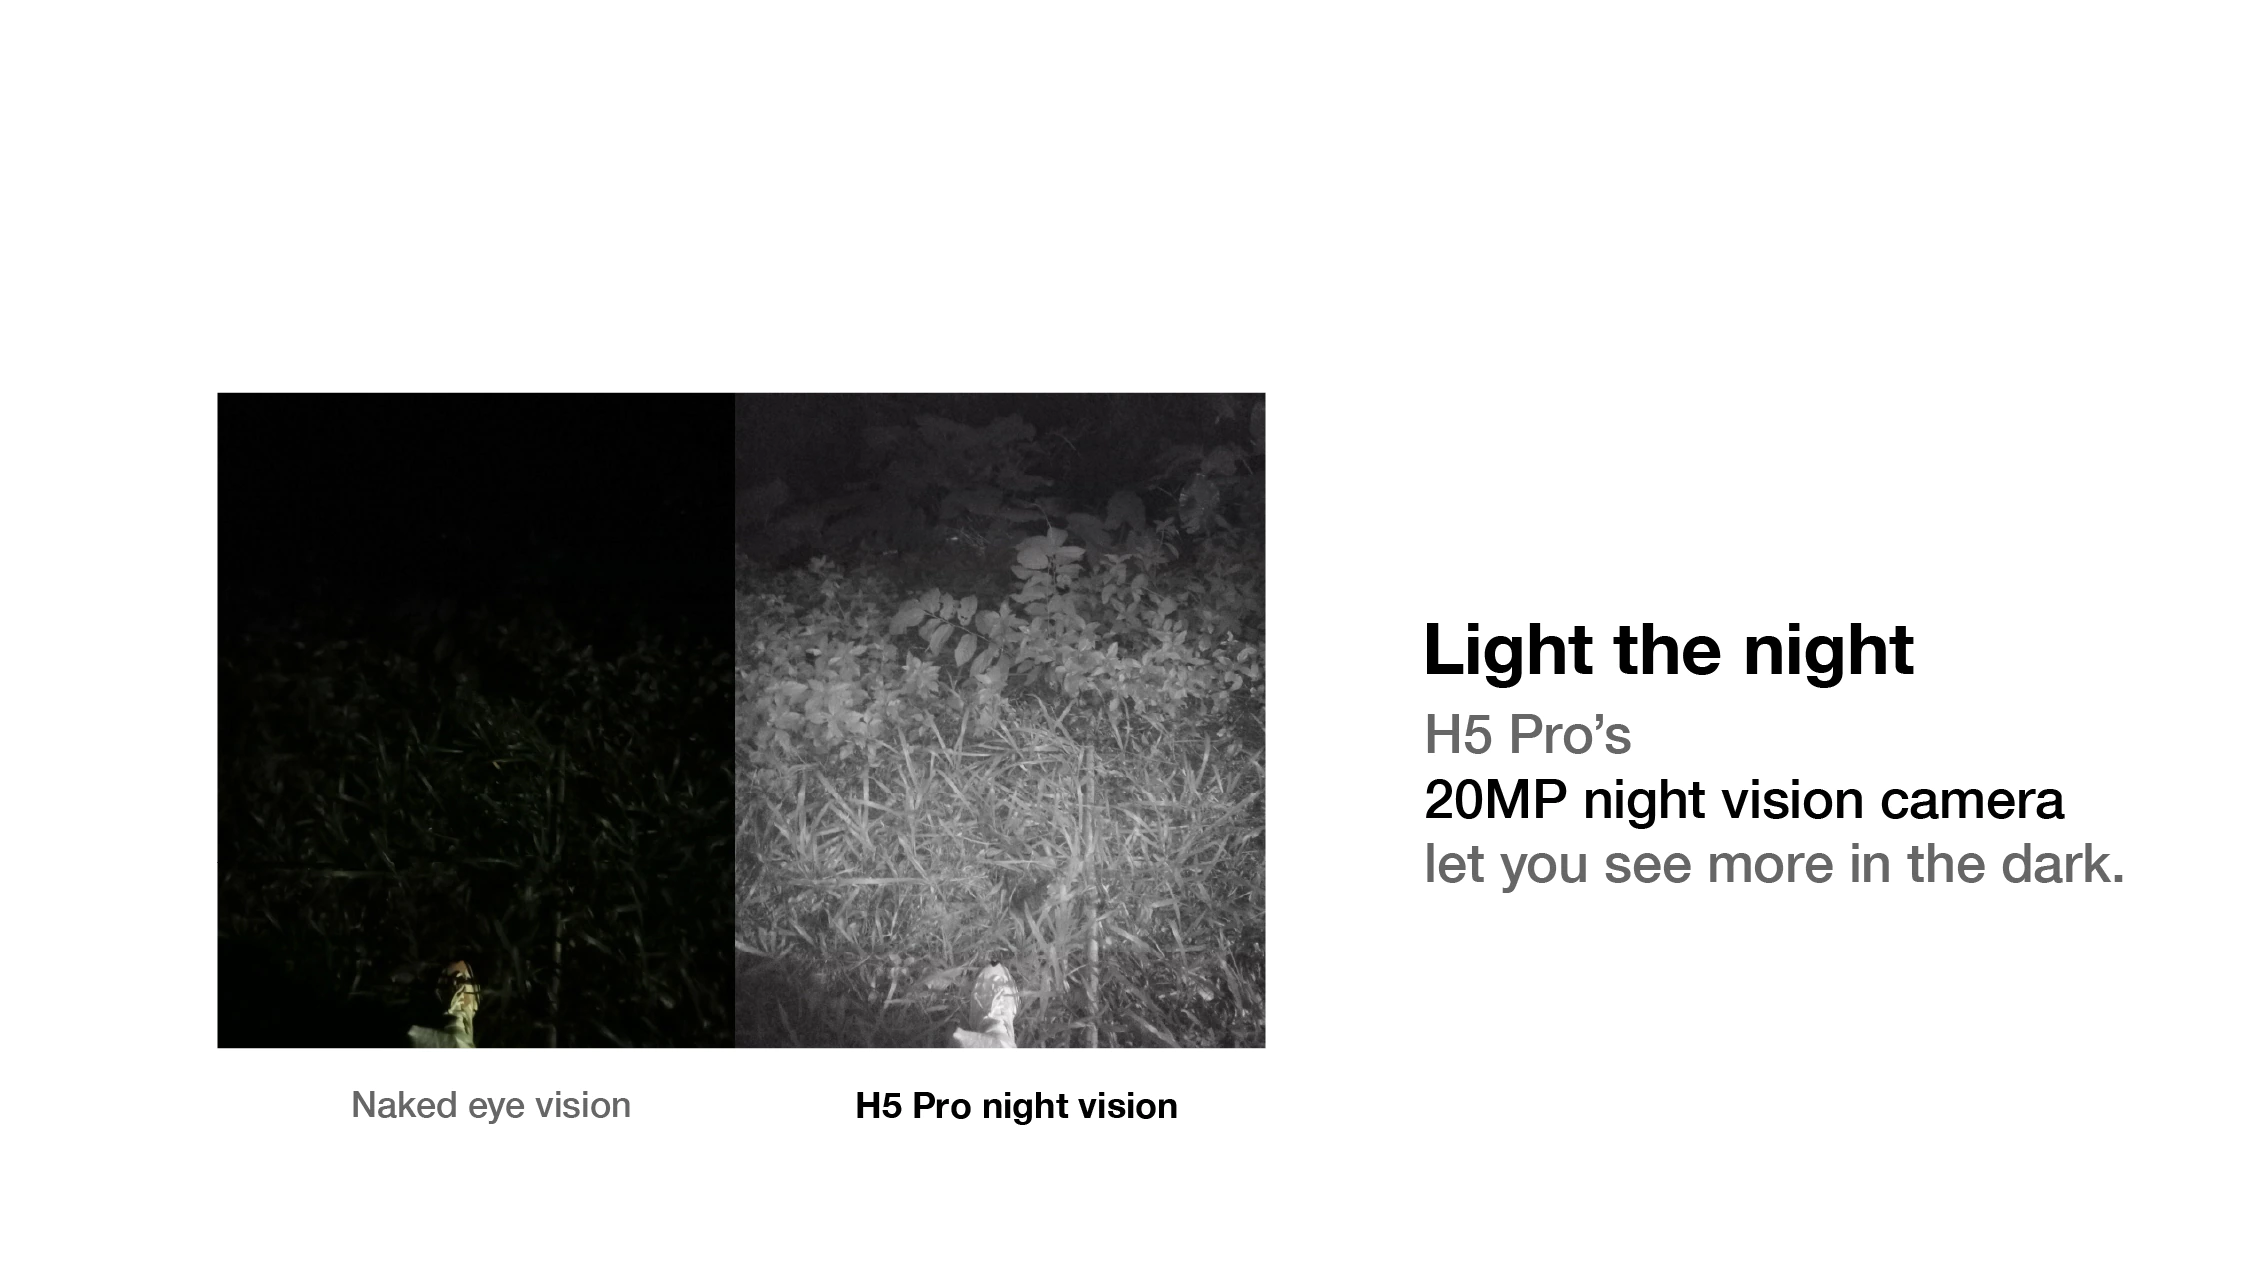 Light the night
H5 Pro’s
20MP night vision camera
let you see more in the dark.
Naked eye vision
H5 Pro night vision